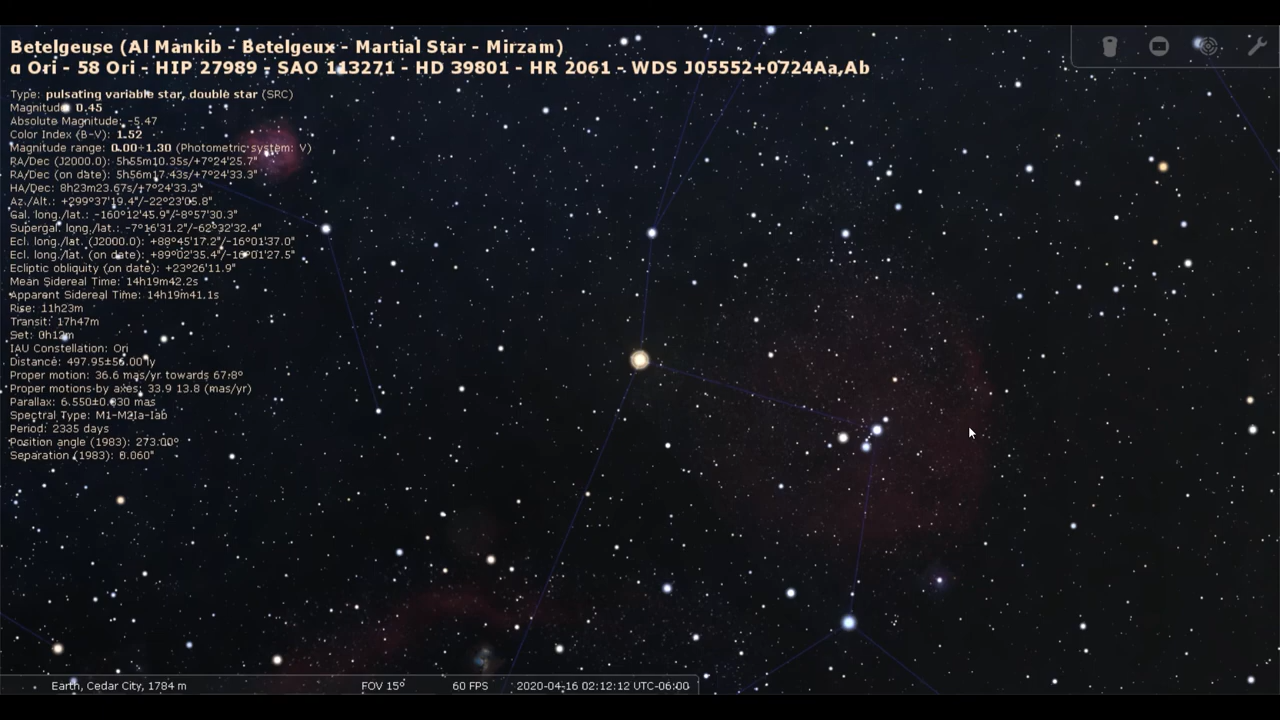 Betelgeuse (Al Mankib - Betelgeux - Martial Star - Mirzam)
α Ori - 58 Ori - HIP 27989 - SAO 113271 - HD 39801 - HR 2061 - WDS J05552+0724Aa,Ab
Type: pulsating variable star, double star (SRC)
Magnitude: 0.45
Absolute Magnitude: -5.47
Color Index (B-V): 1.52
Magnitude range: 0.00÷1.30 (Photometric system: V)
RA/Dec (J2000.0): 5h55m10.35s/+7°24'25.7"
RA/Dec (on date): 5h56m17.43s/+7°24'33.3"
HA/Dec: 8h23m23.67s/+7°24'33.3"
Az./Alt.: +299°37'19.4"/-22°23'05.8"
Gal. long./lat.: -160°12'45.9"/-8°57'30.3"
Supergal. long./lat.: -7°16'31.2"/-62°32'32.4"
Ecl. long./lat. (J2000.0): +88°45'17.2"/-16°01'37.0"
Ecl. long./lat. (on date): +89°02'35.4"/-16°01'27.5"
Ecliptic obliquity (on date): +23°26'11.9"
Mean Sidereal Time: 14h19m42.2s
Apparent Sidereal Time: 14h19m41.1s
Rise: 11h23m
Transit: 17h47m
Set: 0h12m
IAU Constellation: Ori
Distance: 497.95±56.00 ly
Proper motion: 36.6 mas/yr towards 67.8°
Proper motions by axes: 33.9 13.8 (mas/yr)
Parallax: 6.550±0.830 mas
Spectral Type: M1-M2Ia-Iab
Period: 2335 days
Position angle (1983): 273.00°
Separation (1983): 0.060"
Earth, Cedar City, 1784 m FOV 15° 60 FPS 2020-04-16 02:12:12 UTC-06:00